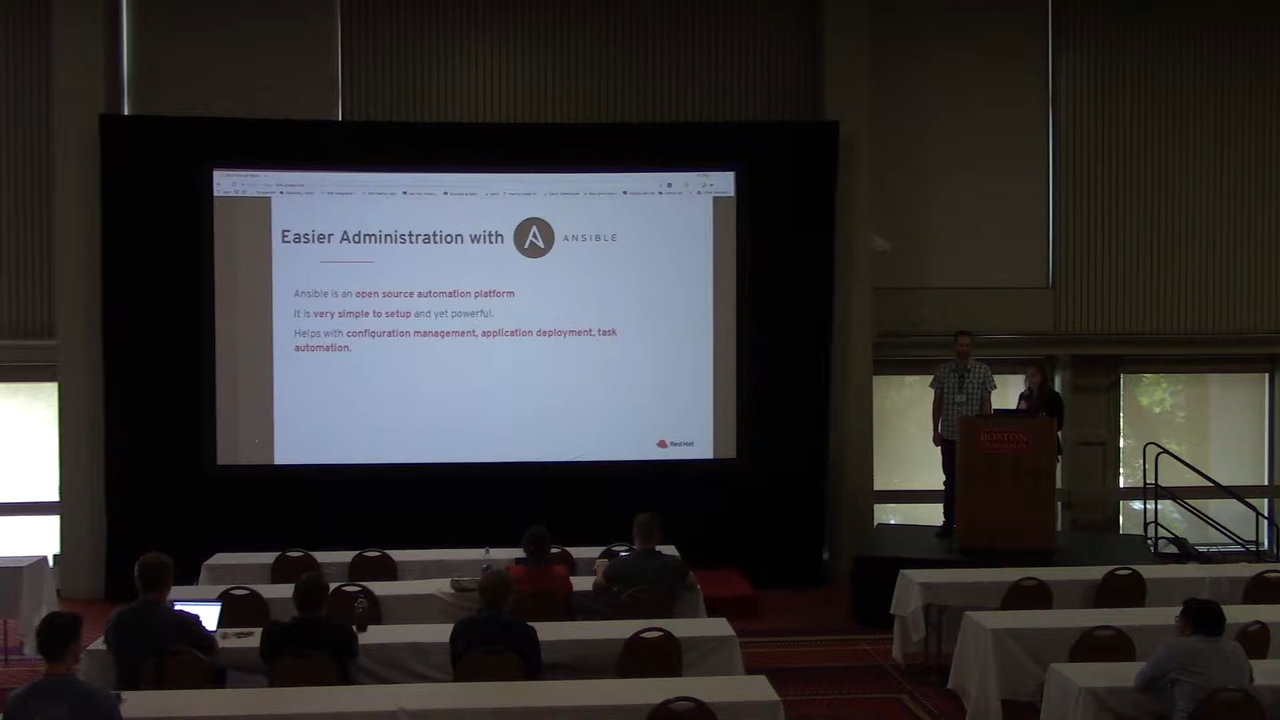 Easier Administration with
ANSIBLE
Ansible is an open source automation platform
It is very simple to setup and yet powerful.
Helps with configuration management, application deployment, task
automation.
Red Hat
BOSTON